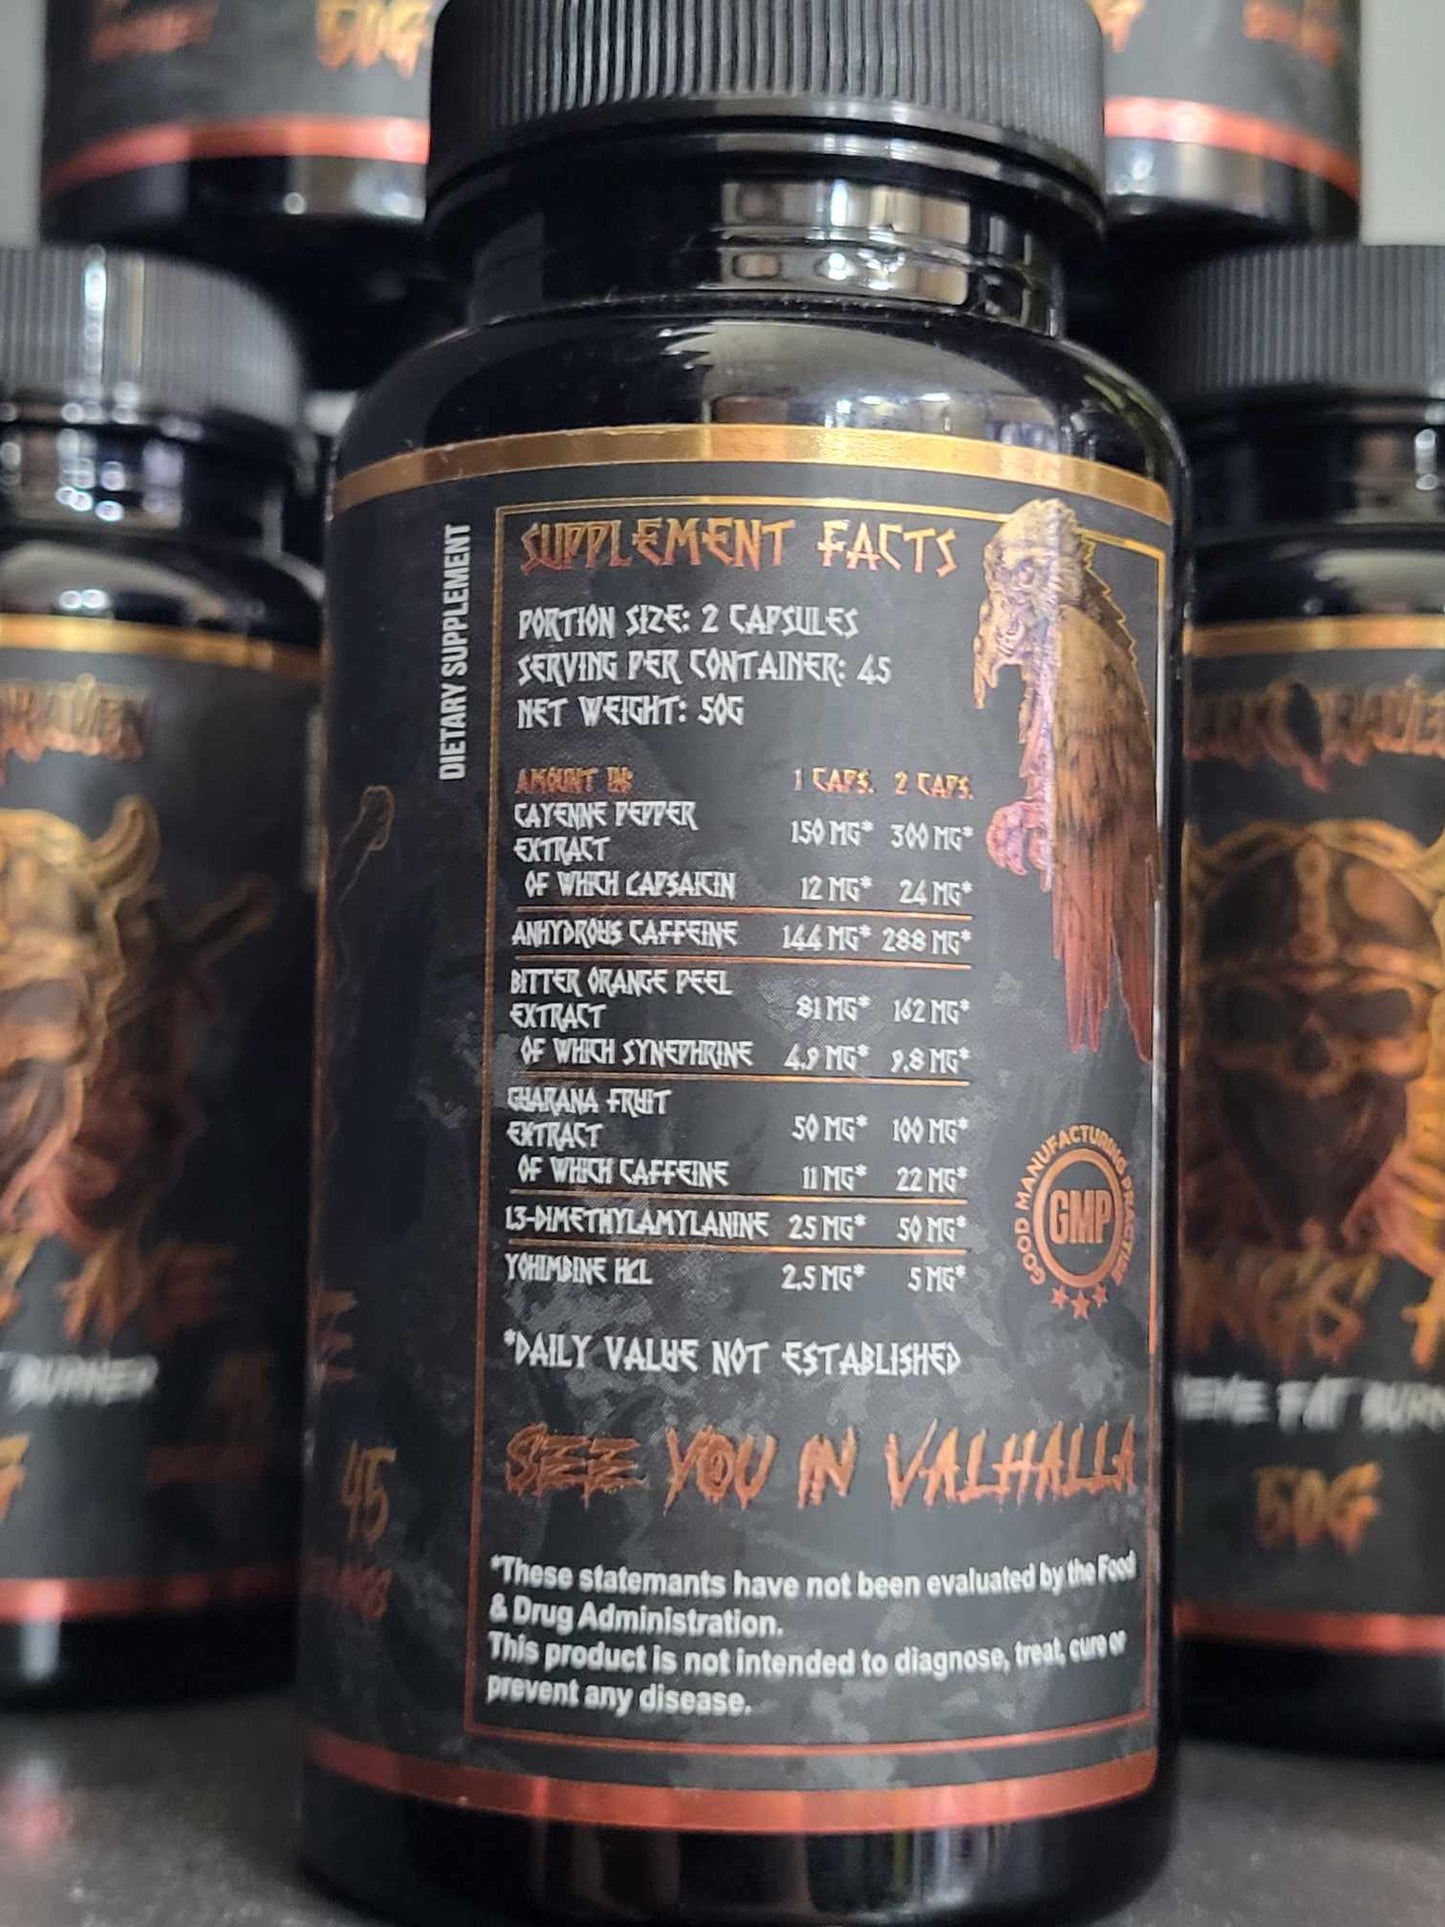 50G
DIETARY SUPPLEMENT
SUPPLEMENT FACTS
PORTION SIZE: 2 CAPSULES
SERVING PER CONTAINER: 45
NET WEIGHT: 50G
AMOUNT IN: 1 CAPS. 2 CAPS.
CAYENNE PEPPER
EXTRACT 150 MG* 300 MG*
OF WHICH CAPSAICIN 12 MG* 24 MG*
ANHYDROUS CAFFEINE 144 MG* 288 MG*
BITTER ORANGE PEEL
EXTRACT 81 MG* 162 MG*
OF WHICH SYNEPHRINE 4.9 MG* 9.8 MG*
GUARANA FRUIT
EXTRACT 50 MG* 100 MG*
OF WHICH CAFFEINE 11 MG* 22 MG*
1.3-DIMETHYLAMYLANINE 25 MG* 50 MG*
YOHIMBINE HCL 2,5 MG* 5 MG*
*DAILY VALUE NOT ESTABLISHED
GOOD MANUFACTURING PRACTISE
GMP
SEE YOU IN VALHALLA
*These statemants have not been evaluated by the Food
& Drug Administration.
This product is not intended to diagnose, treat, cure or
prevent any disease.
45
FAT
50G